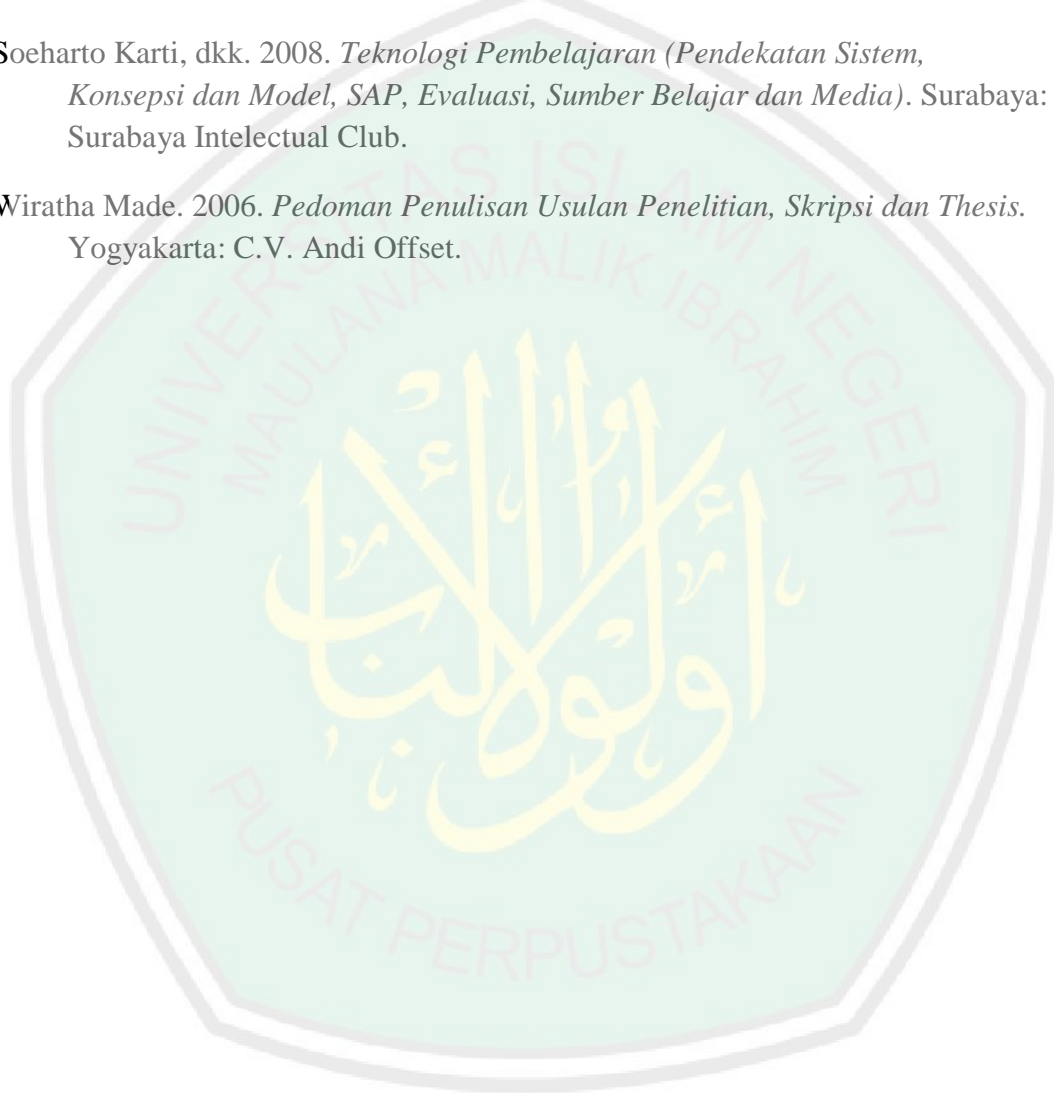 Soeharto Karti, dkk. 2008. Teknologi Pembelajaran (Pendekatan Sistem,
Konsepsi dan Model, SAP, Evaluasi, Sumber Belajar dan Media). Surabaya:
Surabaya Intelectual Club.
Wiratha Made. 2006. Pedoman Penulisan Usulan Penelitian, Skripsi dan Thesis.
Yogyakarta: C.V. Andi Offset.
UNIVERSITAS ISLAM NEGERI
MAULANA MALIK IBRAHIM
أولوا الألباب
PUSAT PERPUSTAKAAN